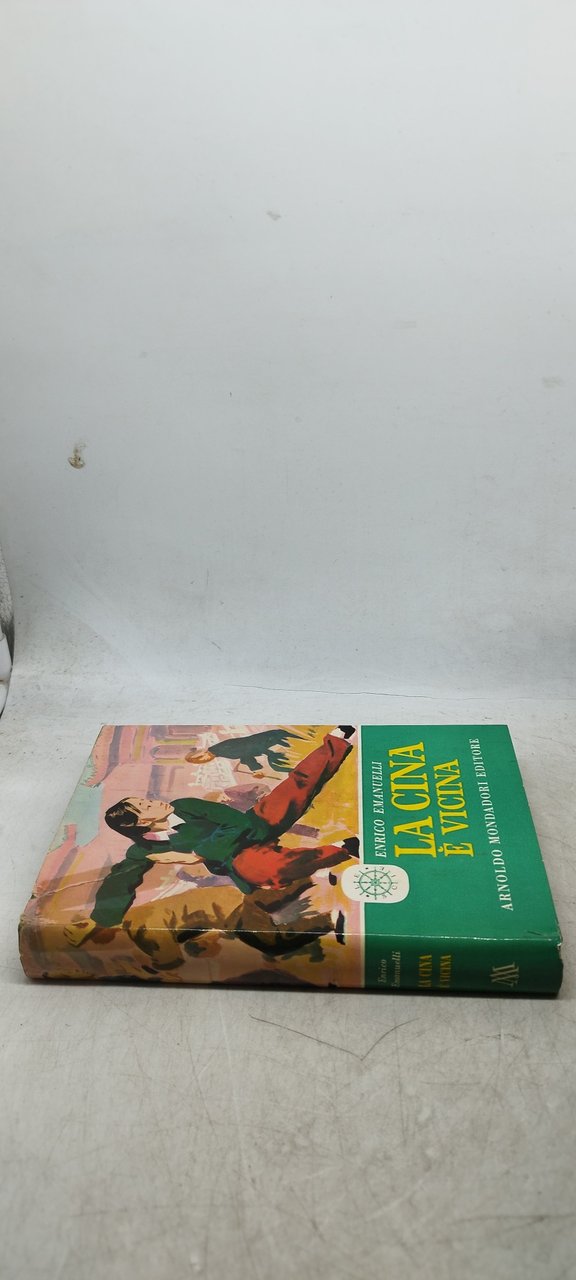 ENRICO EMANUELLI
LA CINA
È VICINA
ARNOLDO MONDADORI EDITORE
Enrico
Emanuelli
LA CINA
È VICINA